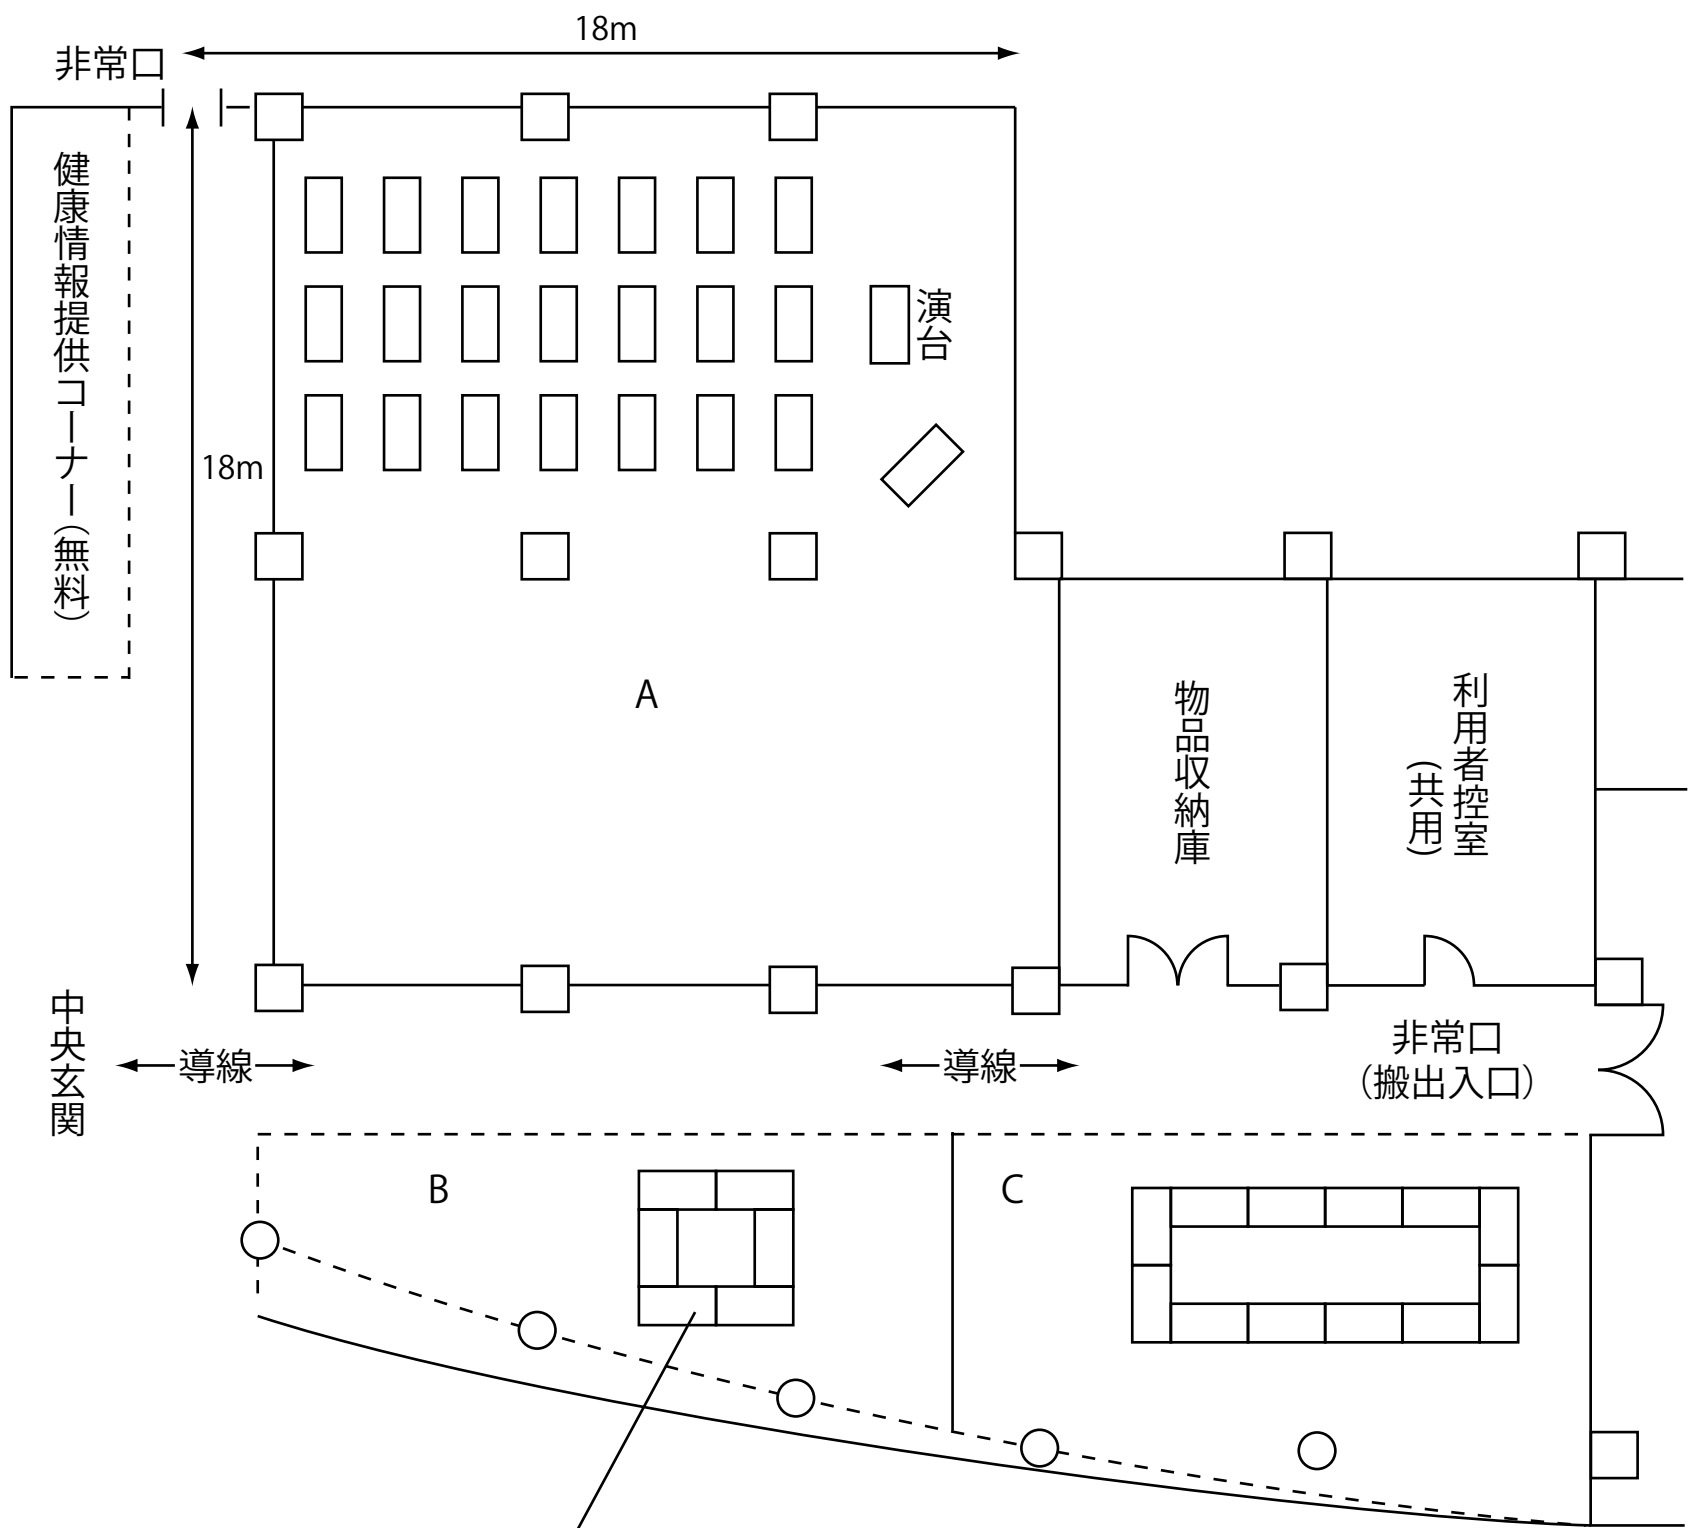 18m
非常口
健康情報提供コーナー(無料)
演台
18m
A
物品収納庫
利用者控室
(共用)
中央玄関
導線
導線
非常口
(搬出入口)
B
C